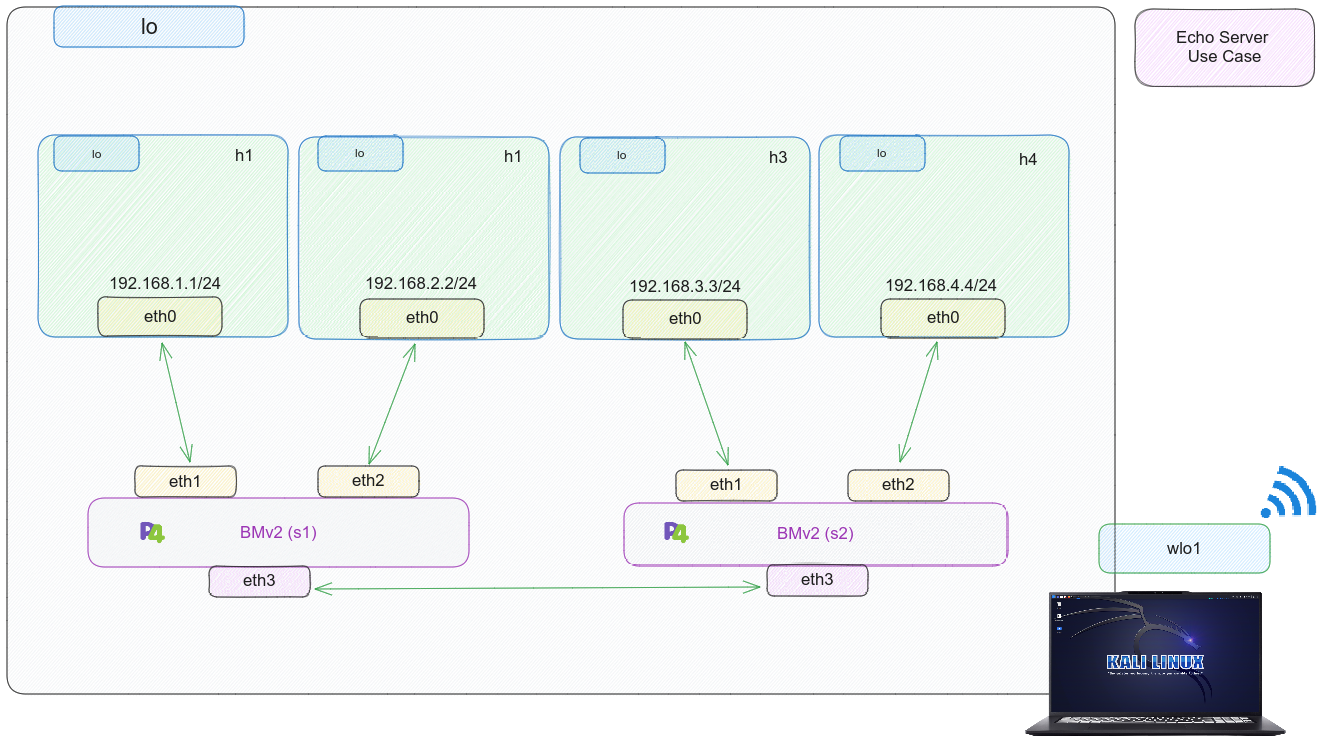 lo
Echo Server
Use Case
lo
h1
lo
h1
lo
h3
lo
h4
192.168.1.1/24
192.168.2.2/24
192.168.3.3/24
192.168.4.4/24
eth0
eth0
eth0
eth0
eth1
eth2
eth1
eth2
P4
BMv2 (s1)
P4
BMv2 (s2)
eth3
eth3
wlo1
KALI LINUX